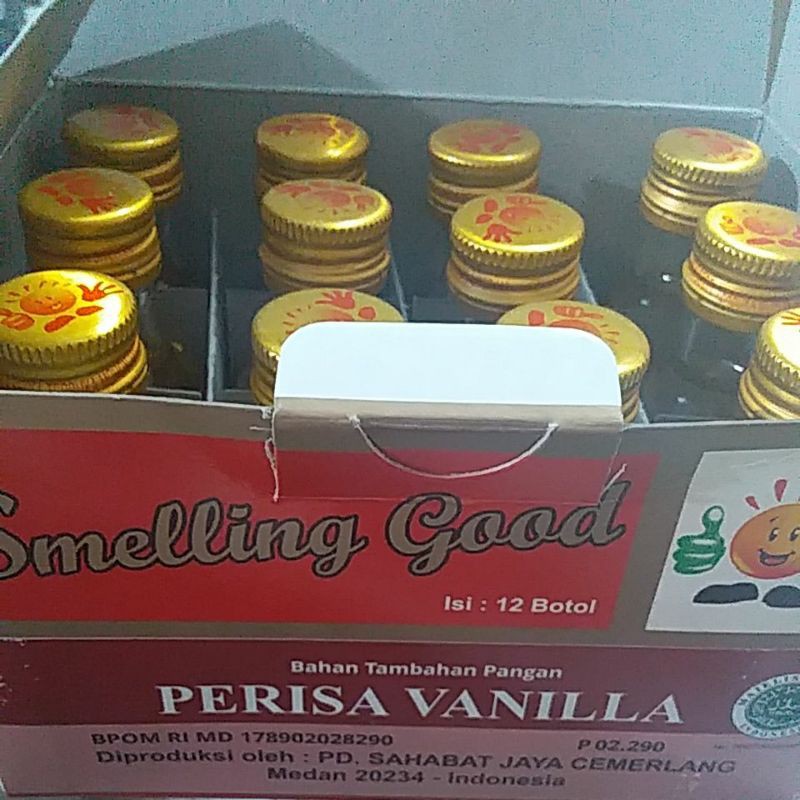 Smelling Good
Isi : 12 Botol
Bahan Tambahan Pangan
PERISA VANILLA
BPOM RI MD 178902028290
P 02.290
Diproduksi oleh : PD. SAHABAT JAYA CEMERLANG
Medan 20234 - Indonesia